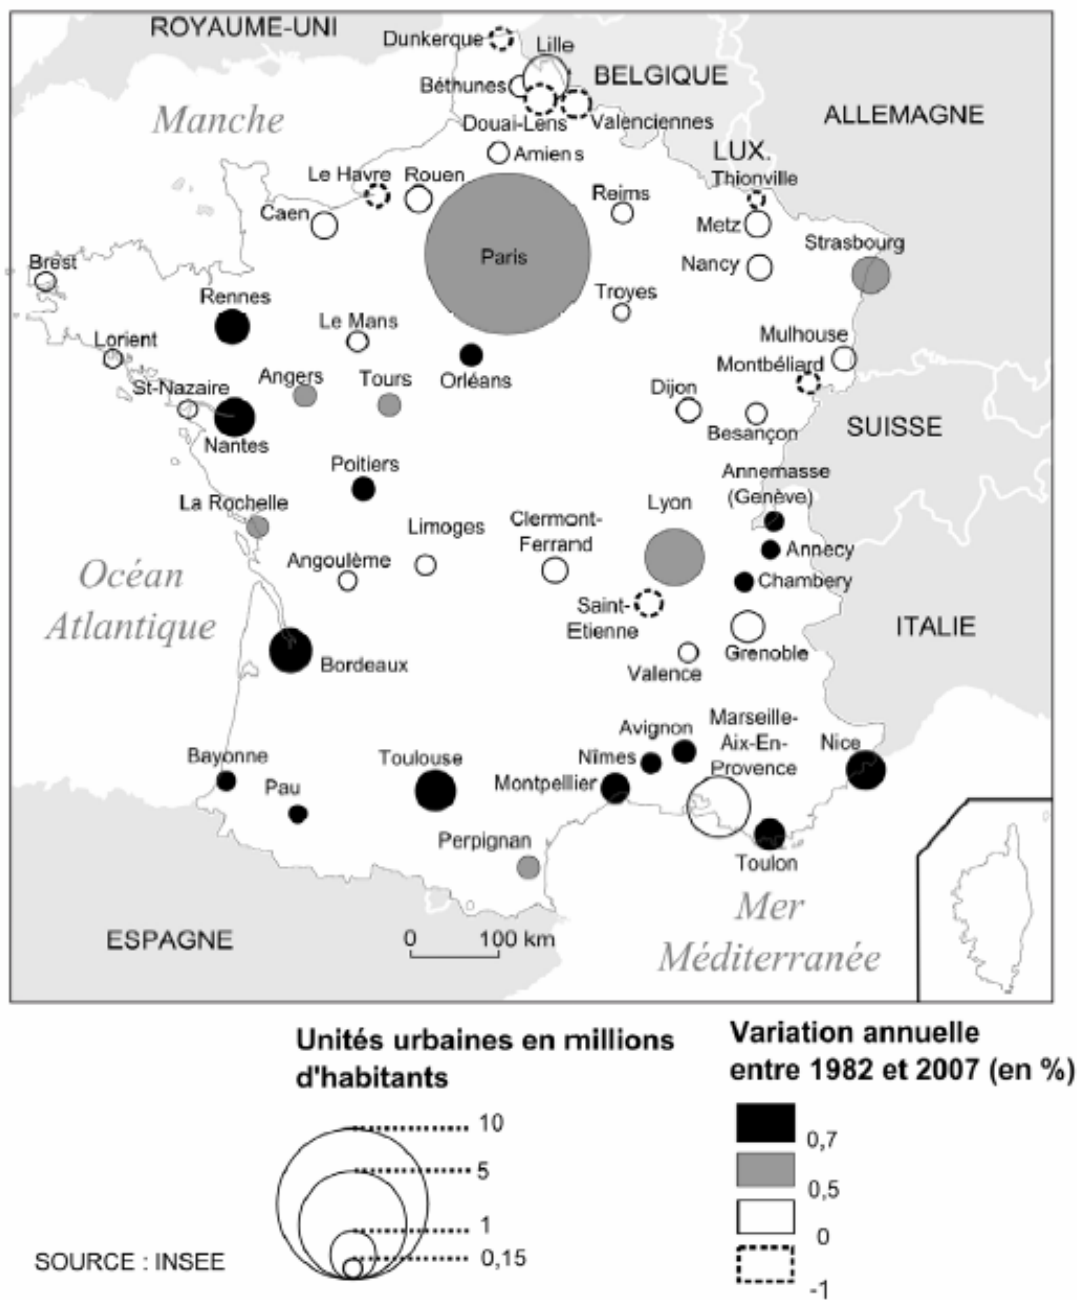 ROYAUME-UNI
Dunkerque
Lille
Béthunes
BELGIQUE
ALLEMAGNE
Manche
Douai-Lens
Valenciennes
Amiens
LUX.
Thionville
Le Havre
Rouen
Reims
Caen
Metz
Strasbourg
Paris
Nancy
Brest
Rennes
Troyes
Le Mans
Lorient
Mulhouse
Montbéliard
Angers
Tours
Orléans
St-Nazaire
Dijon
Nantes
Besançon
SUISSE
Poitiers
Annemasse
(Genève)
La Rochelle
Lyon
Limoges
Clermont-
Ferrand
Annecy
Angoulème
Chambery
Océan
Atlantique
Saint-
Etienne
ITALIE
Grenoble
Bordeaux
Valence
Marseille-
Aix-En-
Provence
Avignon
Nice
Bayonne
Toulouse
Nîmes
Pau
Montpellier
Perpignan
Toulon
Mer
Méditerranée
ESPAGNE
0 100 km
Unités urbaines en millions
d'habitants
10
5
1
0,15
Variation annuelle
entre 1982 et 2007 (en %)
0,7
0,5
0
-1
SOURCE : INSEE